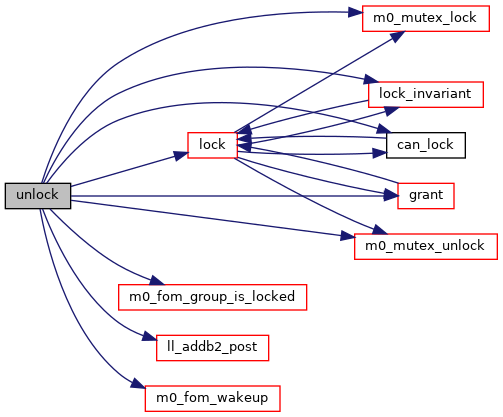 m0_mutex_lock
lock_invariant
lock
can_lock
unlock
grant
m0_mutex_unlock
m0_fom_group_is_locked
ll_addb2_post
m0_fom_wakeup